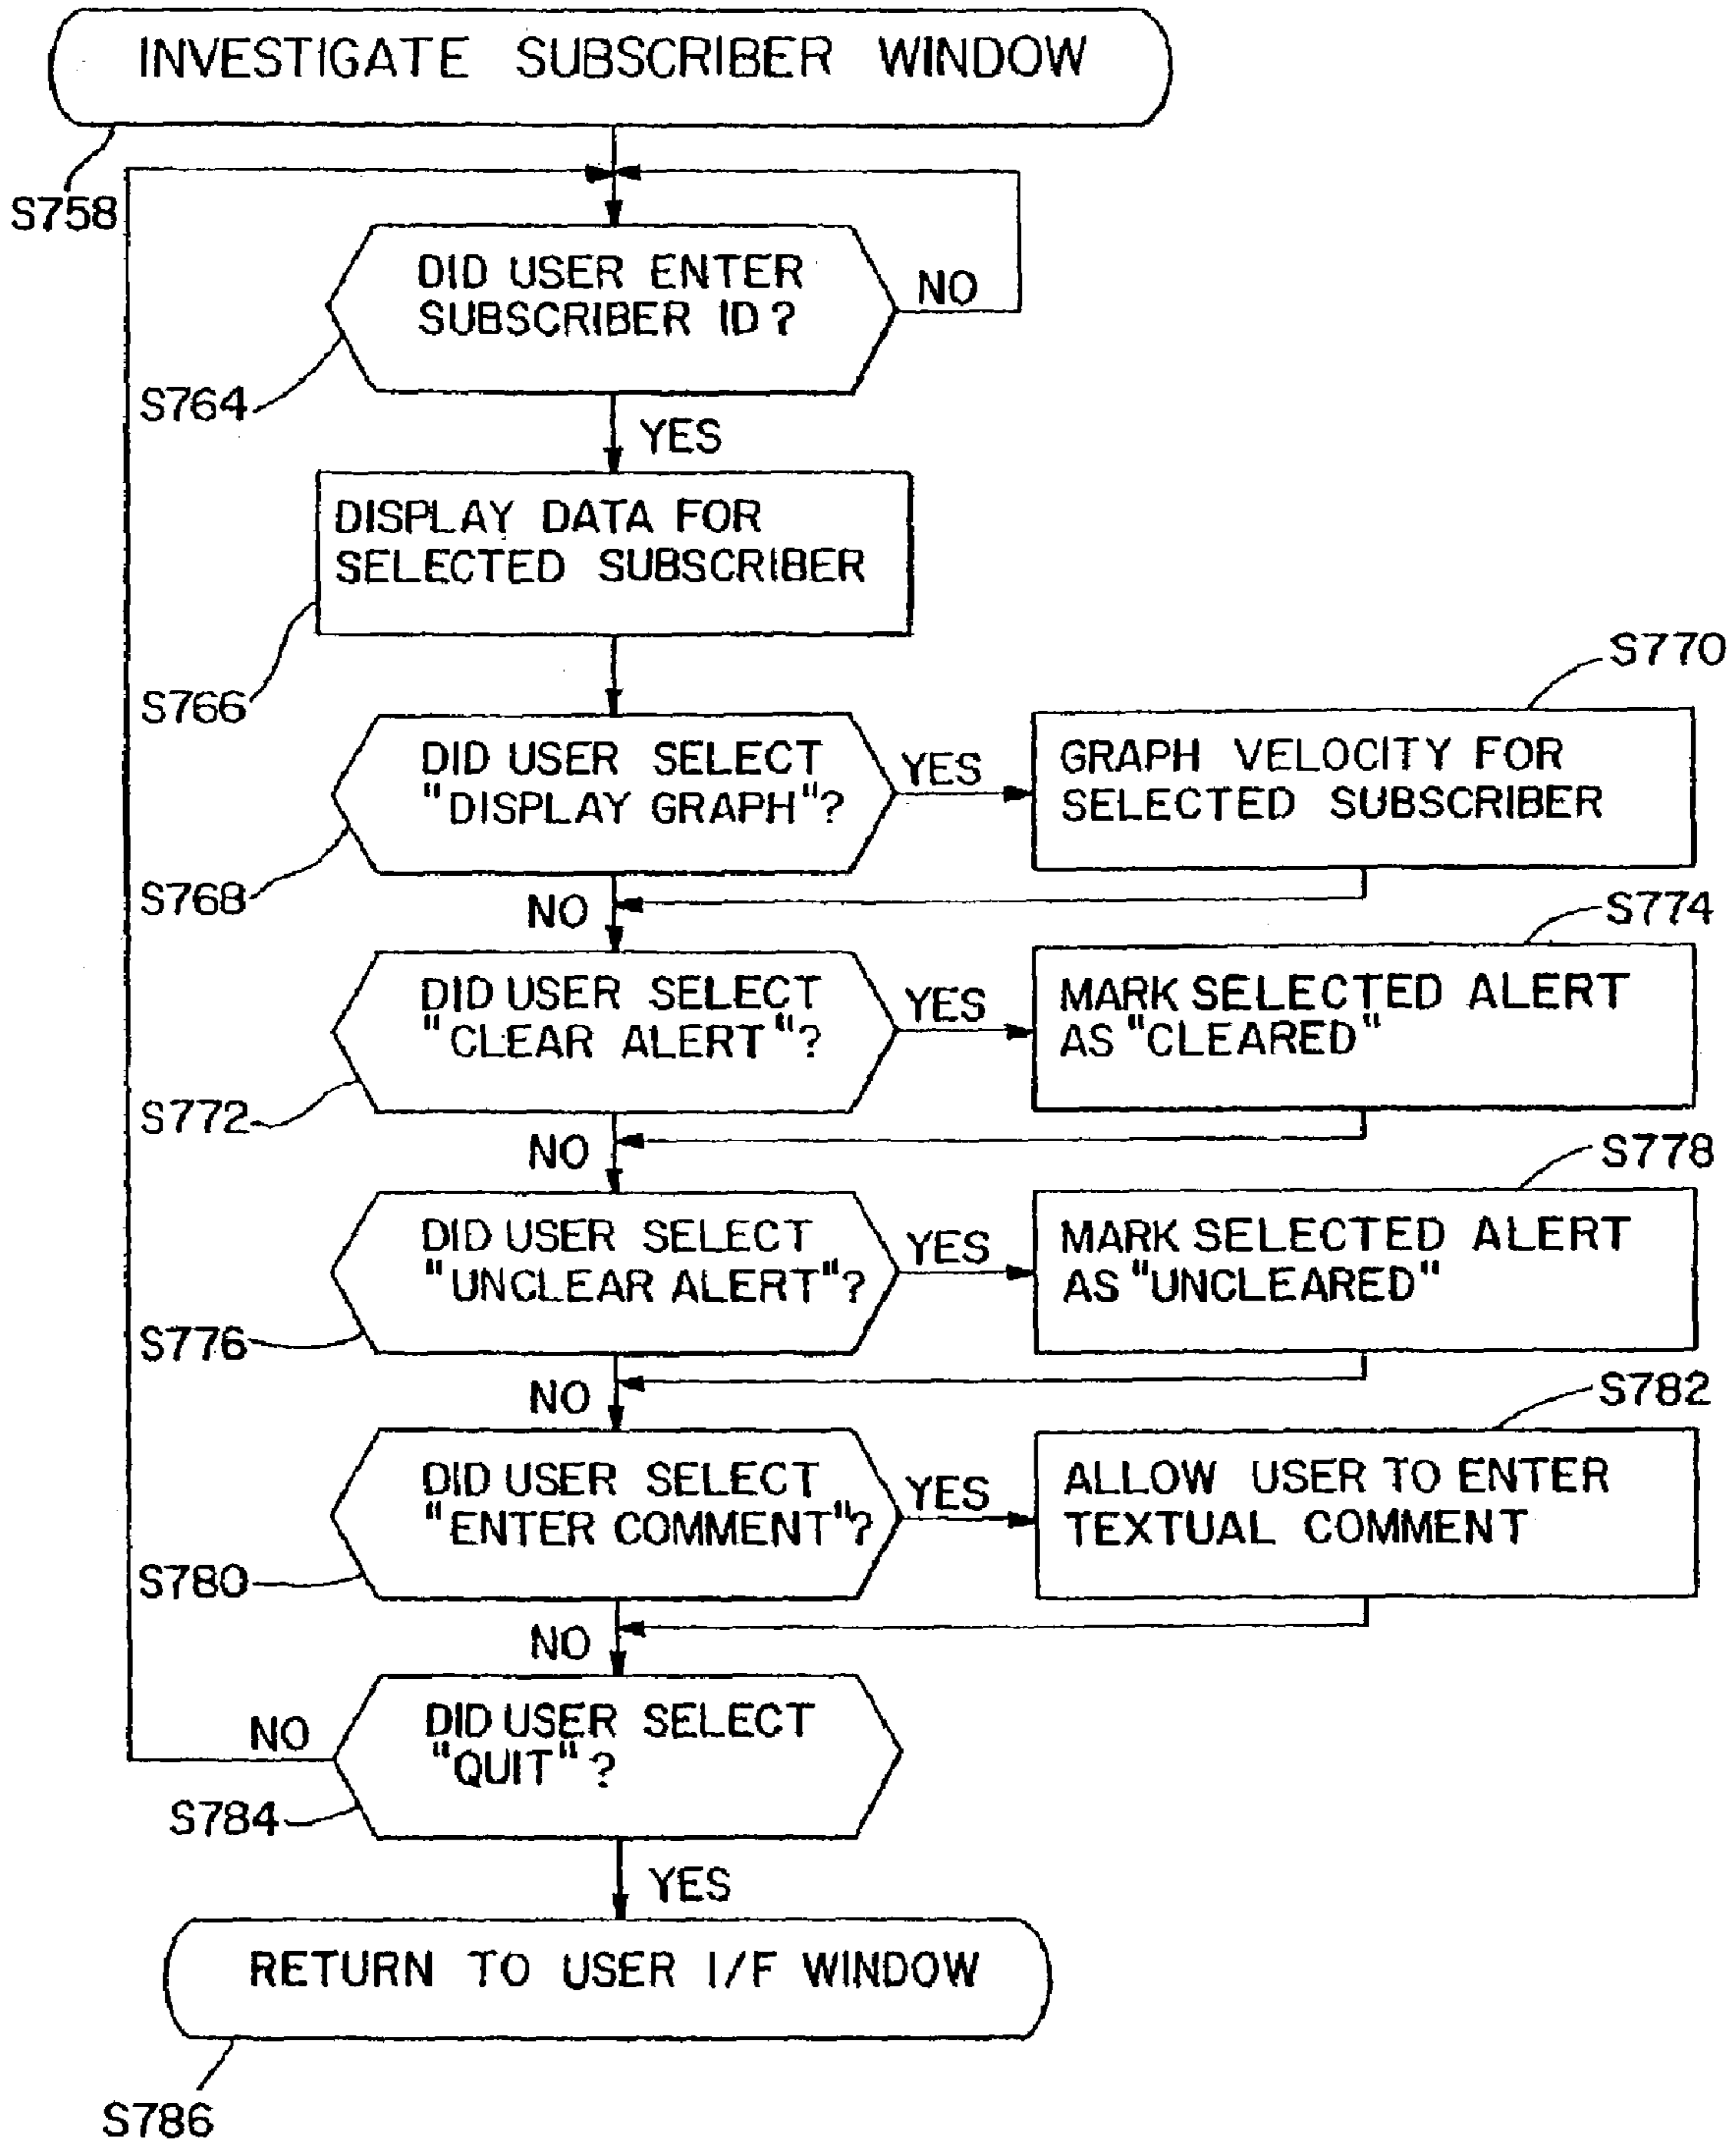 INVESTIGATE SUBSCRIBER WINDOW
S758
DID USER ENTER
SUBSCRIBER ID?
NO
S764
YES
DISPLAY DATA FOR
SELECTED SUBSCRIBER
S766
S770
DID USER SELECT
"DISPLAY GRAPH"?
YES
GRAPH VELOCITY FOR
SELECTED SUBSCRIBER
S768
NO
S774
DID USER SELECT
"CLEAR ALERT"?
YES
MARK SELECTED ALERT
AS "CLEARED"
S772
NO
S778
DID USER SELECT
"UNCLEAR ALERT"?
YES
MARK SELECTED ALERT
AS "UNCLEARED"
S776
NO
S782
DID USER SELECT
"ENTER COMMENT"?
YES
ALLOW USER TO ENTER
TEXTUAL COMMENT
S780
NO
DID USER SELECT
"QUIT"?
NO
S784
YES
RETURN TO USER I/F WINDOW
S786